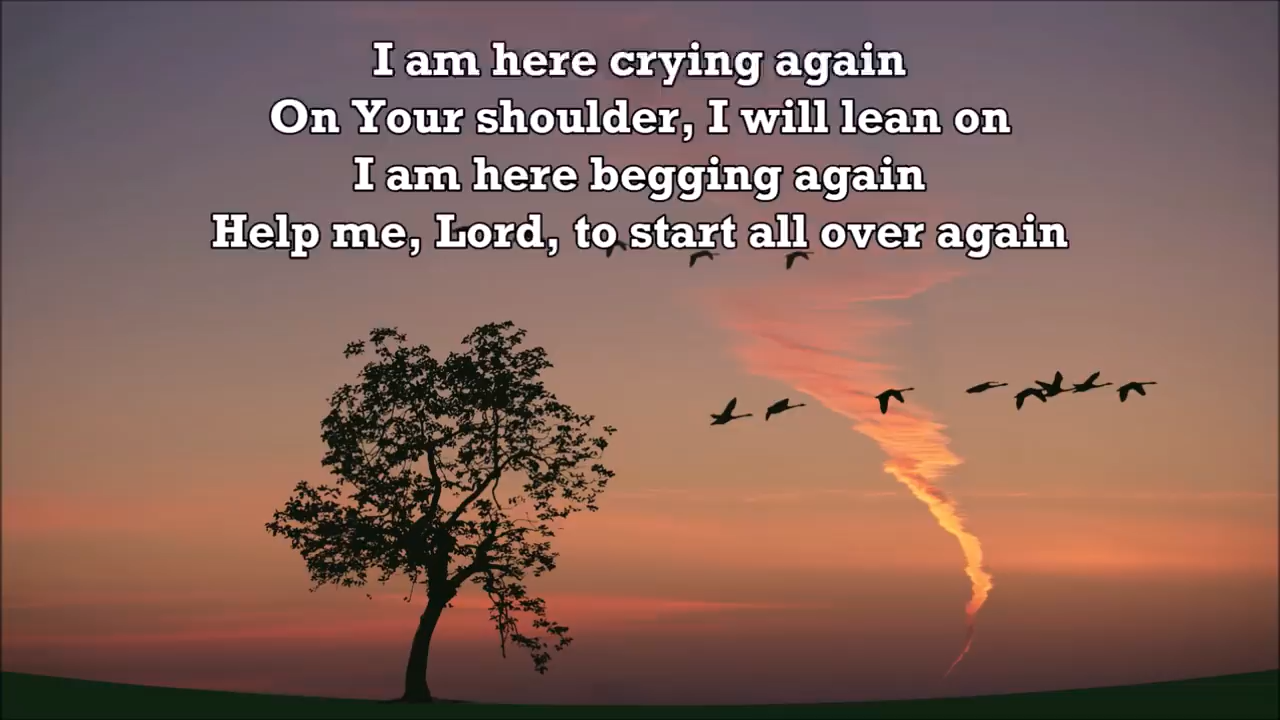 I am here crying again
On Your shoulder, I will lean on
I am here begging again
Help me, Lord, to start all over again